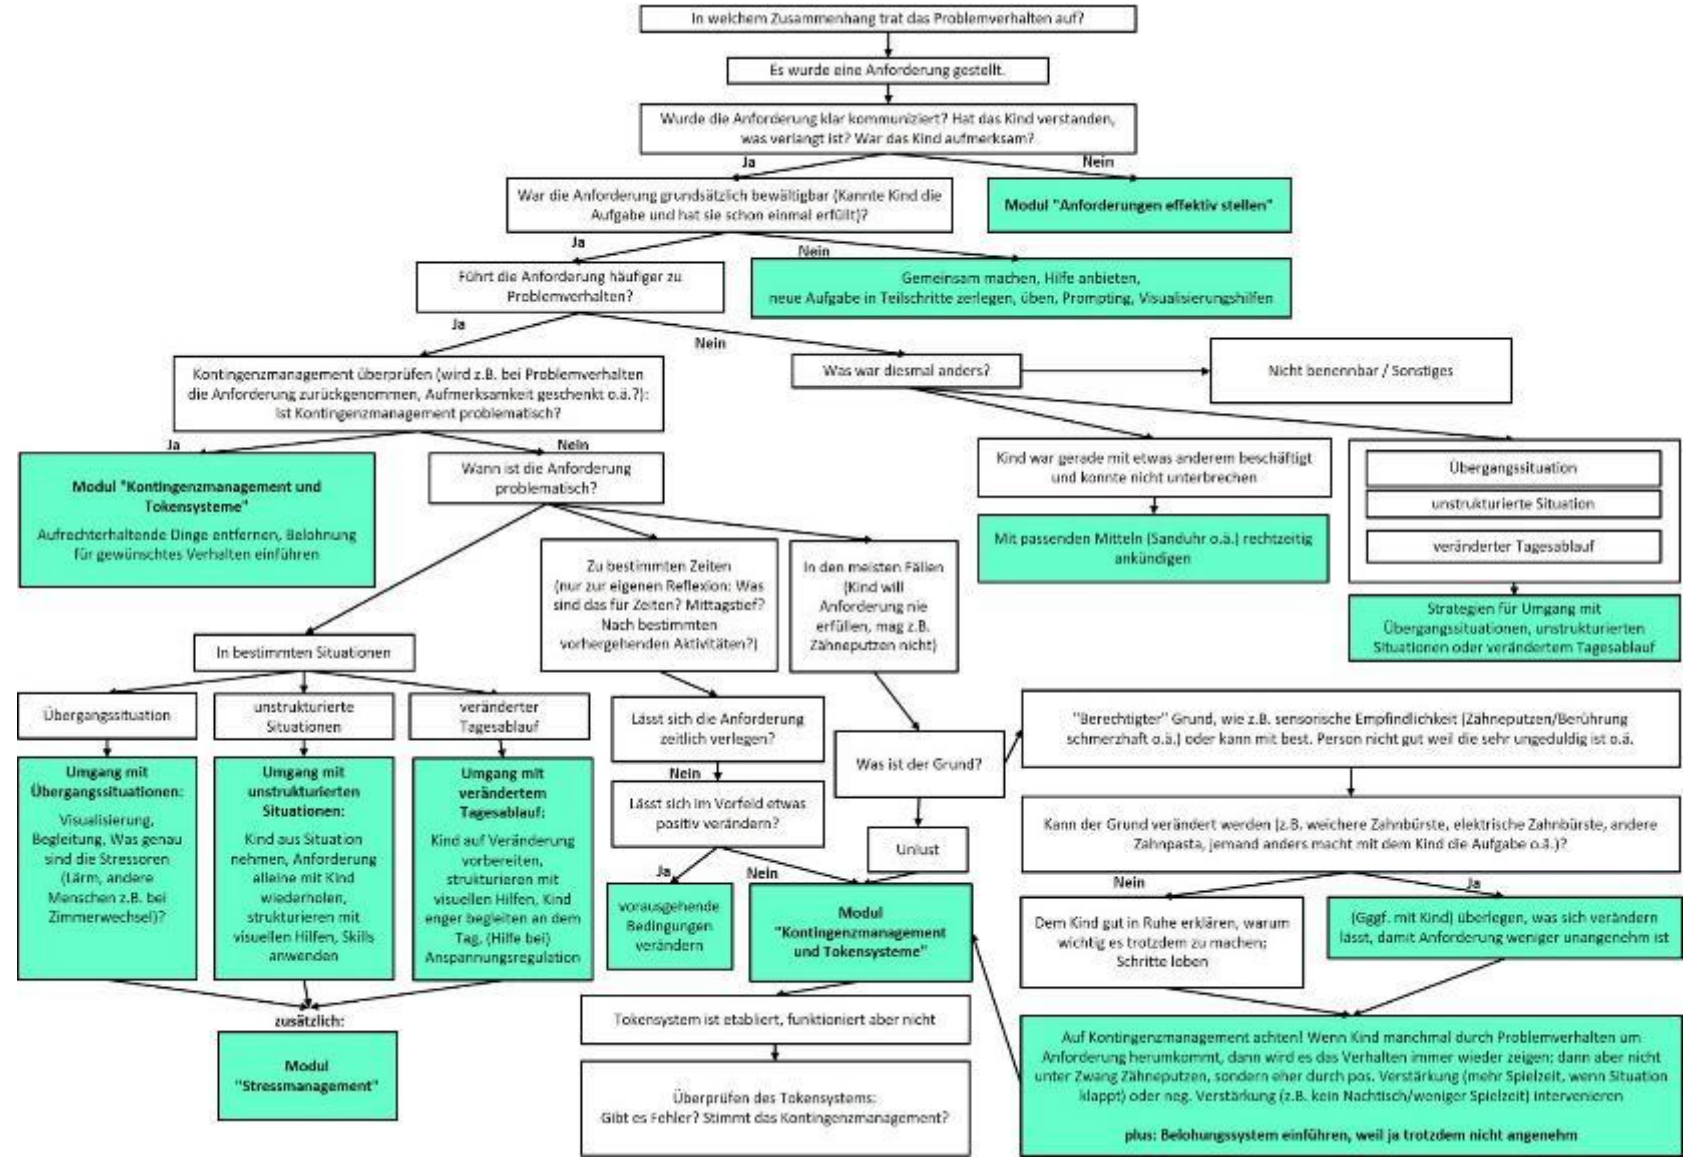 In welchem Zusammenhang trat das Problemverhalten auf?
Es wurde eine Anforderung gestellt.
Wurde die Anforderung klar kommuniziert? Hat das Kind verstanden,
was verlangt ist? War das Kind aufmerksam?
Ja
Nein
War die Anforderung grundsätzlich bewältigbar (Kannte Kind die
Aufgabe und hat sie schon einmal erfüllt)?
Modul "Anforderungen effektiv stellen"
Ja
Nein
Führt die Anforderung häufiger zu
Problemverhalten?
Gemeinsam machen, Hilfe anbieten,
neue Aufgabe in Teilschritte zerlegen, üben, Prompting, Visualisierungshilfen
Ja
Nein
Kontingenzmanagement überprüfen (wird z.B. bei Problemverhalten
die Anforderung zurückgenommen, Aufmerksamkeit geschenkt o.ä.?):
Ist Kontingenzmanagement problematisch?
Was war diesmal anders?
Nicht benennbar / Sonstiges
Ja
Nein
Modul "Kontingenzmanagement und
Tokensysteme"
Aufrechterhaltende Dinge entfernen, Belohnung
für gewünschtes Verhalten einführen
Wann ist die Anforderung
problematisch?
Kind war gerade mit etwas anderem beschäftigt
und konnte nicht unterbrechen
Übergangssituation
unstrukturierte Situation
veränderter Tagesablauf
Mit passenden Mitteln (Sanduhr o.ä.) rechtzeitig
ankündigen
Strategien für Umgang mit
Übergangssituationen, unstrukturierten
Situationen oder verändertem Tagesablauf
In bestimmten Situationen
Zu bestimmten Zeiten
(nur zur eigenen Reflexion: Was
sind das für Zeiten? Mittagstief?
Nach bestimmten
vorhergehenden Aktivitäten?)
In den meisten Fällen
(Kind will
Anforderung nie
erfüllen, mag z.B.
Zähneputzen nicht)
Übergangssituation
unstrukturierte
Situationen
veränderter
Tagesablauf
Lässt sich die Anforderung
zeitlich verlegen?
Was ist der Grund?
"Berechtigter" Grund, wie z.B. sensorische Empfindlichkeit (Zähneputzen/Berührung
schmerzhaft o.ä.) oder kann mit best. Person nicht gut weil die sehr ungeduldig ist o.ä.
Umgang mit
Übergangssituationen:
Visualisierung,
Begleitung, Was genau
sind die Stressoren
(Lärm, andere
Menschen z.B. bei
Zimmerwechsel)?
Umgang mit
unstrukturierten
Situationen:
Kind aus Situation
nehmen, Anforderung
alleine mit Kind
wiederholen,
strukturieren mit
visuellen Hilfen, Skills
anwenden
Umgang mit
verändertem
Tagesablauf:
Kind auf Veränderung
vorbereiten,
strukturieren mit
visuellen Hilfen, Kind
enger begleiten an dem
Tag, (Hilfe bei)
Anspannungsregulation
Nein
Lässt sich im Vorfeld etwas
positiv verändern?
Unlust
Kann der Grund verändert werden (z.B. weichere Zahnbürste, elektrische Zahnbürste, andere
Zahnpasta, jemand anders macht mit dem Kind die Aufgabe o.ä.)?
Ja
Nein
Nein
Ja
vorausgehende
Bedingungen
verändern
Modul
"Kontingenzmanagement
und Tokensysteme"
Dem Kind gut in Ruhe erklären, warum
wichtig es trotzdem zu machen;
Schritte loben
(Gggf. mit Kind) überlegen, was sich verändern
lässt, damit Anforderung weniger unangenehm ist
zusätzlich:
Modul
"Stressmanagement"
Tokensystem ist etabliert, funktioniert aber nicht
Überprüfen des Tokensystems:
Gibt es Fehler? Stimmt das Kontingenzmanagement?
Auf Kontingenzmanagement achten! Wenn Kind manchmal durch Problemverhalten um
Anforderung herumkommt, dann wird es das Verhalten immer wieder zeigen; dann aber nicht
unter Zwang Zähneputzen, sondern eher durch pos. Verstärkung (mehr Spielzeit, wenn Situation
klappt) oder neg. Verstärkung (z.B. kein Nachtisch/weniger Spielzeit) intervenieren
plus: Belohungssystem einführen, weil ja trotzdem nicht angenehm